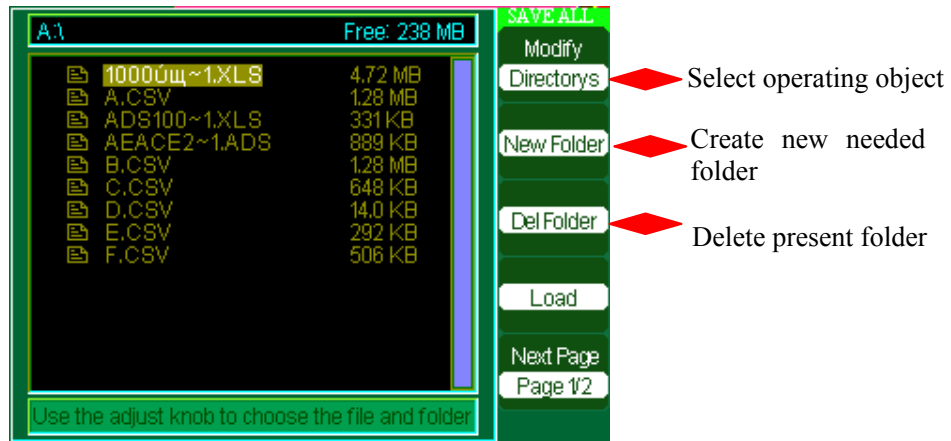 A:\ Free: 238 MB
1000úщ~1.XLS 4.72 MB
A.CSV 1.28 MB
ADS100~1.XLS 331 KB
AEACE2~1.ADS 889 KB
B.CSV 1.28 MB
C.CSV 648 KB
D.CSV 14.0 KB
E.CSV 292 KB
F.CSV 506 KB
Use the adjust knob to choose the file and folder
SAVE ALL
Modify
Directorys
New Folder
Del Folder
Load
Next Page
Page 1/2
Select operating object
Create new needed
folder
Delete present folder